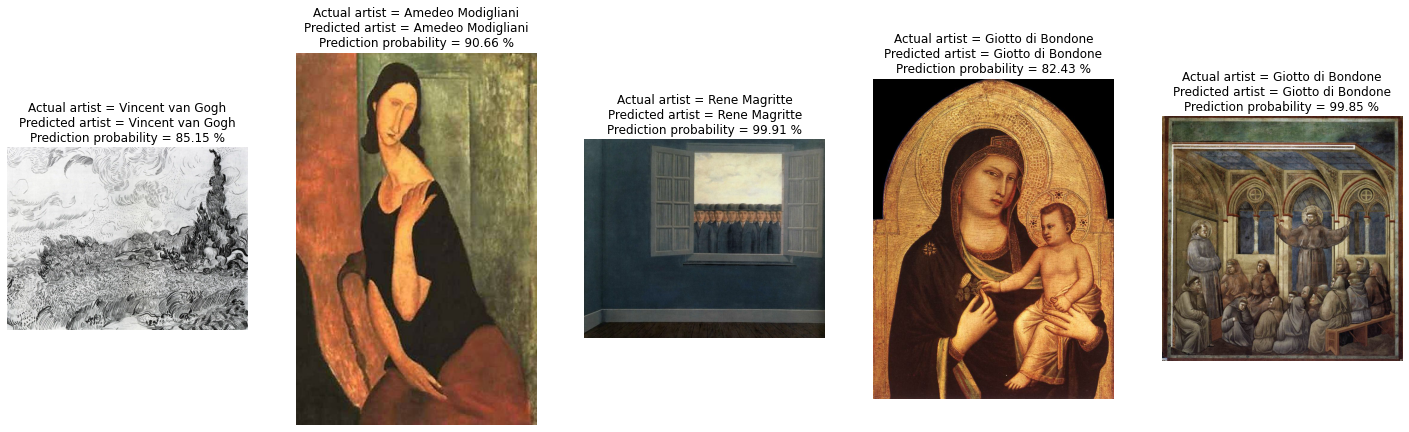 Actual artist = Vincent van Gogh
Predicted artist = Vincent van Gogh
Prediction probability = 85.15 %
Actual artist = Amedeo Modigliani
Predicted artist = Amedeo Modigliani
Prediction probability = 90.66 %
Actual artist = Rene Magritte
Predicted artist = Rene Magritte
Prediction probability = 99.91 %
Actual artist = Giotto di Bondone
Predicted artist = Giotto di Bondone
Prediction probability = 82.43 %
Actual artist = Giotto di Bondone
Predicted artist = Giotto di Bondone
Prediction probability = 99.85 %